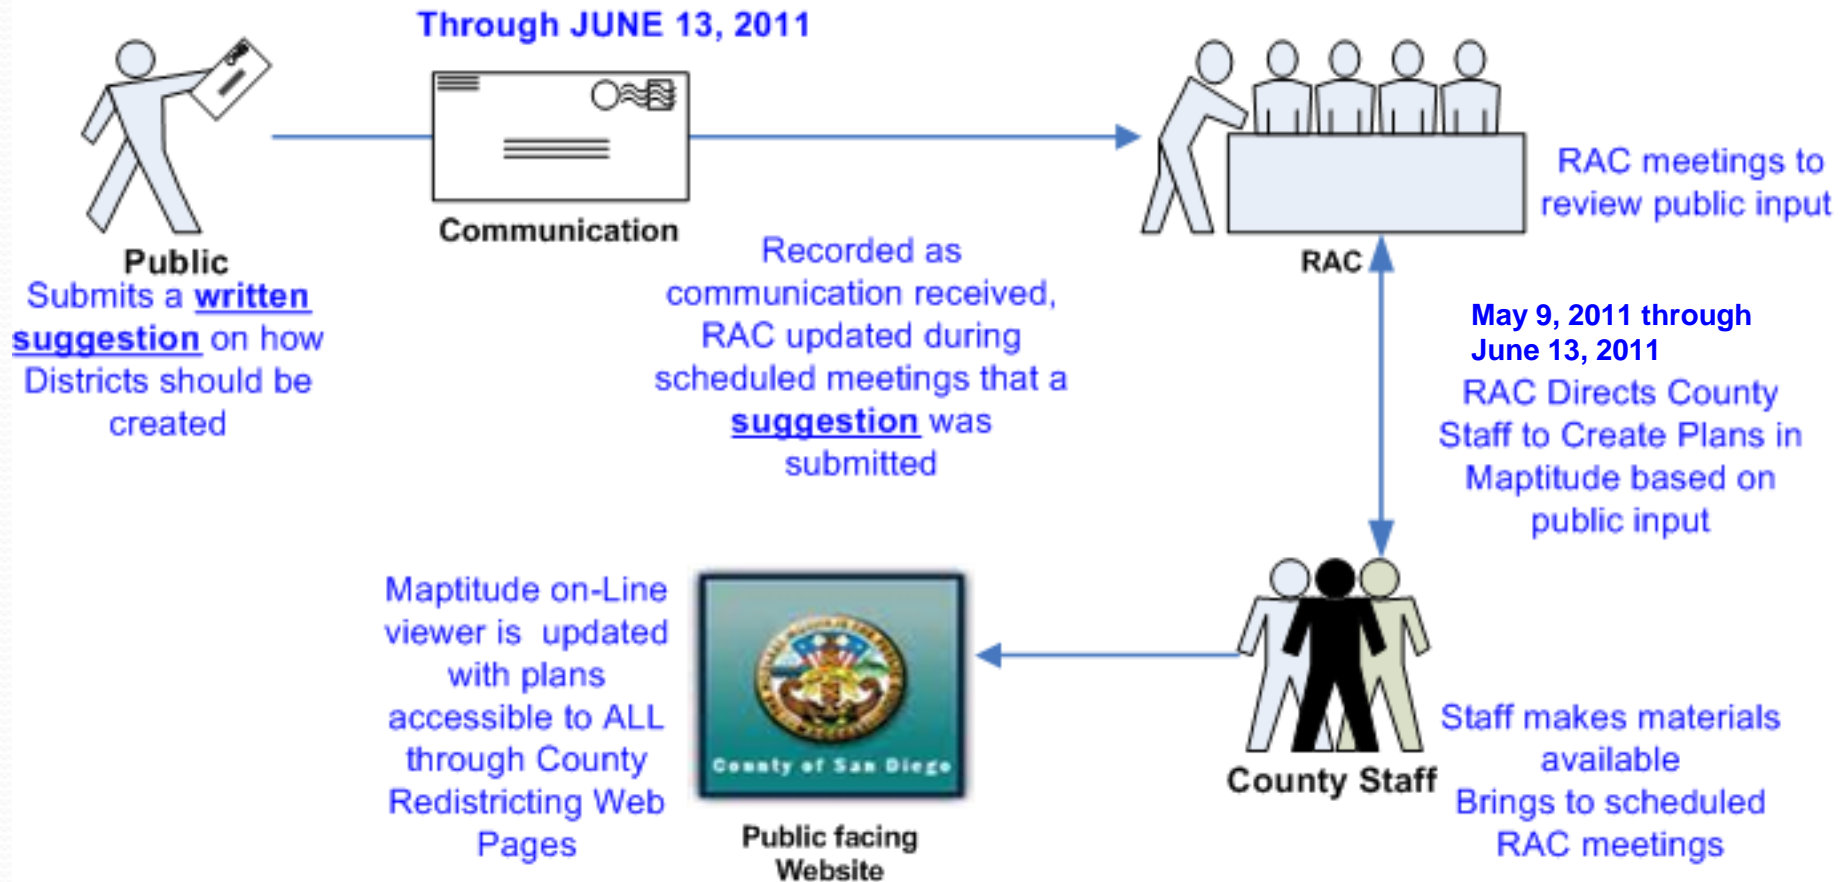 Through JUNE 13, 2011
Public
Submits a written
suggestion on how
Districts should be
created
Communication
Recorded as
communication received,
RAC updated during
scheduled meetings that a
suggestion was
submitted
RAC
RAC meetings to
review public input
May 9, 2011 through
June 13, 2011
RAC Directs County
Staff to Create Plans in
Maptitude based on
public input
County Staff
Staff makes materials
available
Brings to scheduled
RAC meetings
County of San Diego
Public facing
Website
Maptitude on-Line
viewer is  updated
with plans
accessible to ALL
through County
Redistricting Web
Pages